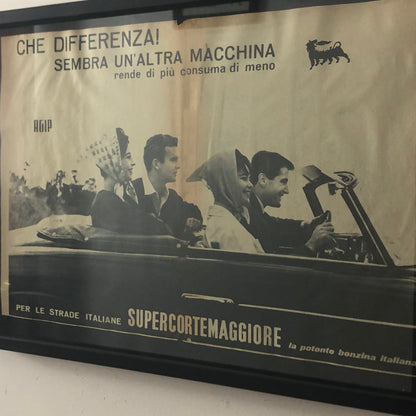 CHE DIFFERENZA!
SEMBRA UN'ALTRA MACCHINA
rende di più consuma di meno
AGIP
PER LE STRADE ITALIANE SUPERCORTEMAGGIORE la potente benzina italiana